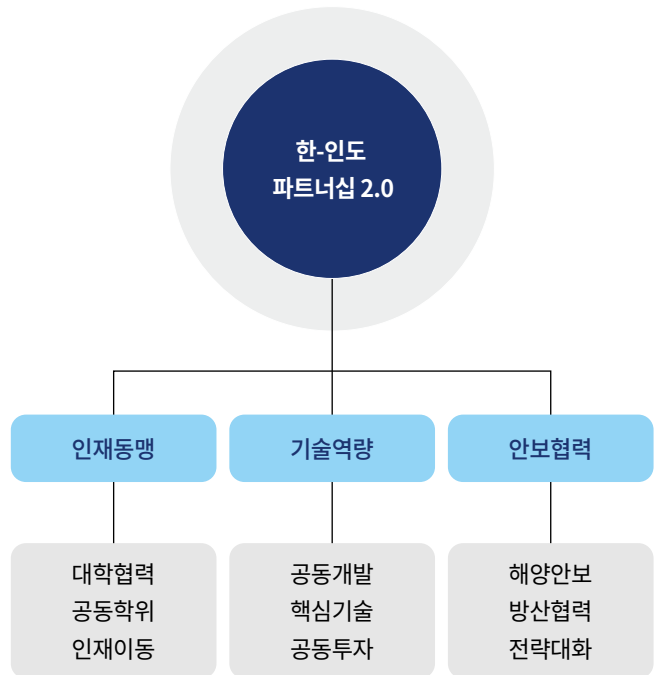 한-인도
파트너십 2.0
인재동맹
기술역량
안보협력
대학협력
공동학위
인재이동
공동개발
핵심기술
공동투자
해양안보
방산협력
전략대화